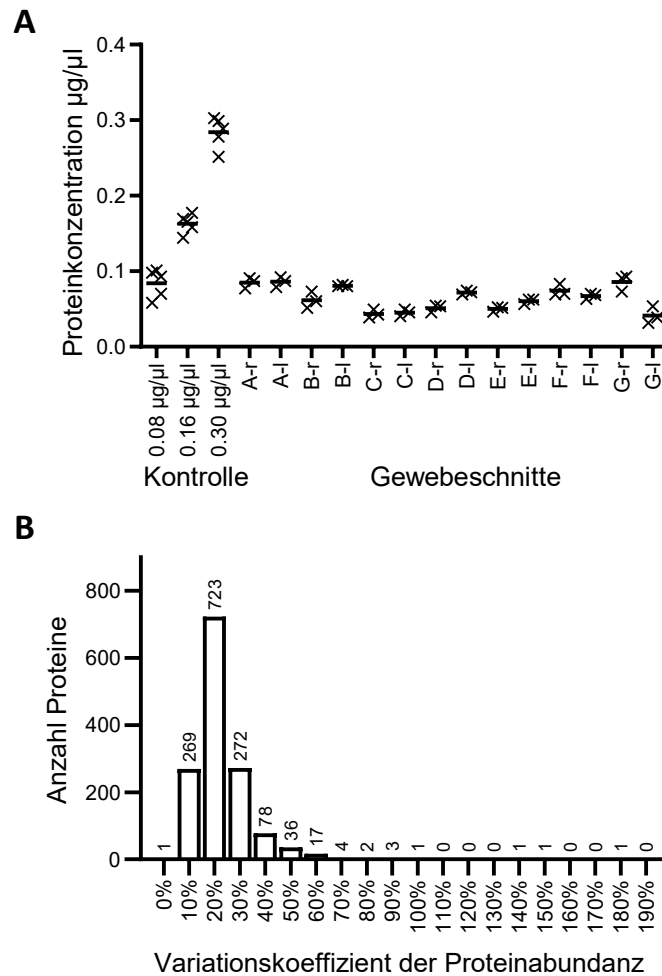 A
Proteinkonzentration µg/µl
0.4
0.3
0.2
0.1
0.0
0.08 µg/µl
0.16 µg/µl
0.30 µg/µl
A-r
A-l
B-r
B-l
C-r
C-l
D-r
D-l
E-r
E-l
F-r
F-l
G-r
G-l
Kontrolle
Gewebeschnitte
B
Anzahl Proteine
800
600
400
200
0
1
269
723
272
78
36
17
4
2
3
1
0
0
0
1
1
0
0
1
0
0%
10%
20%
30%
40%
50%
60%
70%
80%
90%
100%
110%
120%
130%
140%
150%
160%
170%
180%
190%
Variationskoeffizient der Proteinabundanz